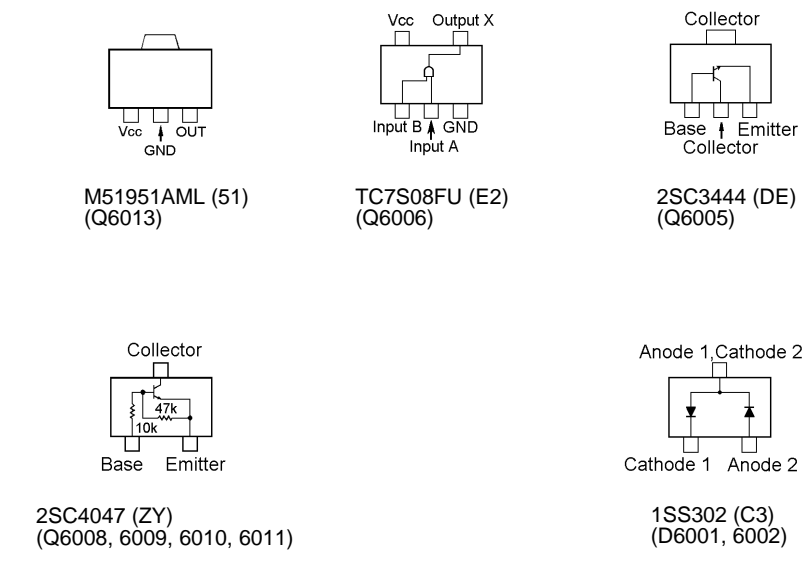 Vcc
OUT
GND
M51951AML (51)
(Q6013)
Vcc
Output X
Input B
GND
Input A
TC7S08FU (E2)
(Q6006)
Collector
Base
Emitter
Collector
2SC3444 (DE)
(Q6005)
Collector
47k
10k
Base
Emitter
2SC4047 (ZY)
(Q6008, 6009, 6010, 6011)
Anode 1,Cathode 2
Cathode 1
Anode 2
1SS302 (C3)
(D6001, 6002)